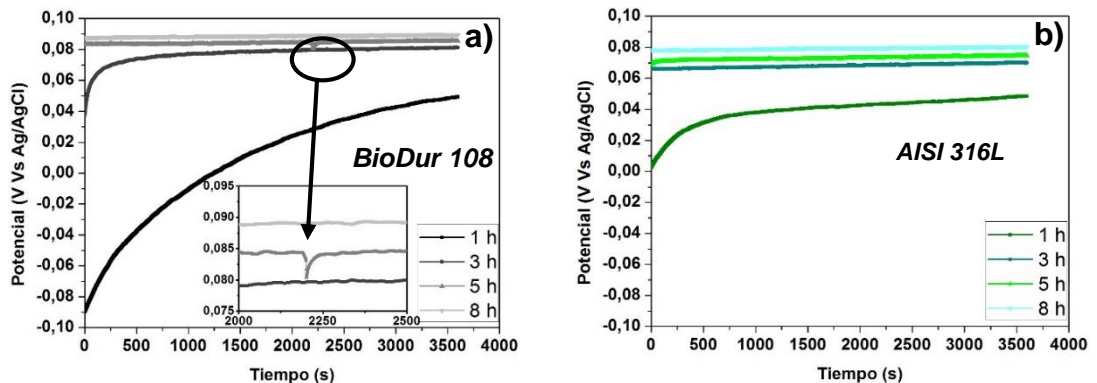 a)
0,10
0,08
0,06
0,04
0,02
0,00
-0,02
-0,04
-0,06
-0,08
-0,10
Potencial (V Vs Ag/AgCl)
BioDur 108
0,095
0,090
0,085
0,080
0,075
2000 2250 2500
1 h
3 h
5 h
8 h
0 500 1000 1500 2000 2500 3000 3500 4000
Tiempo (s)
b)
0,10
0,08
0,06
0,04
0,02
0,00
-0,02
-0,04
-0,06
-0,08
-0,10
Potencial (V Vs Ag/AgCl)
AISI 316L
1 h
3 h
5 h
8 h
0 500 1000 1500 2000 2500 3000 3500 4000
Tiempo (s)